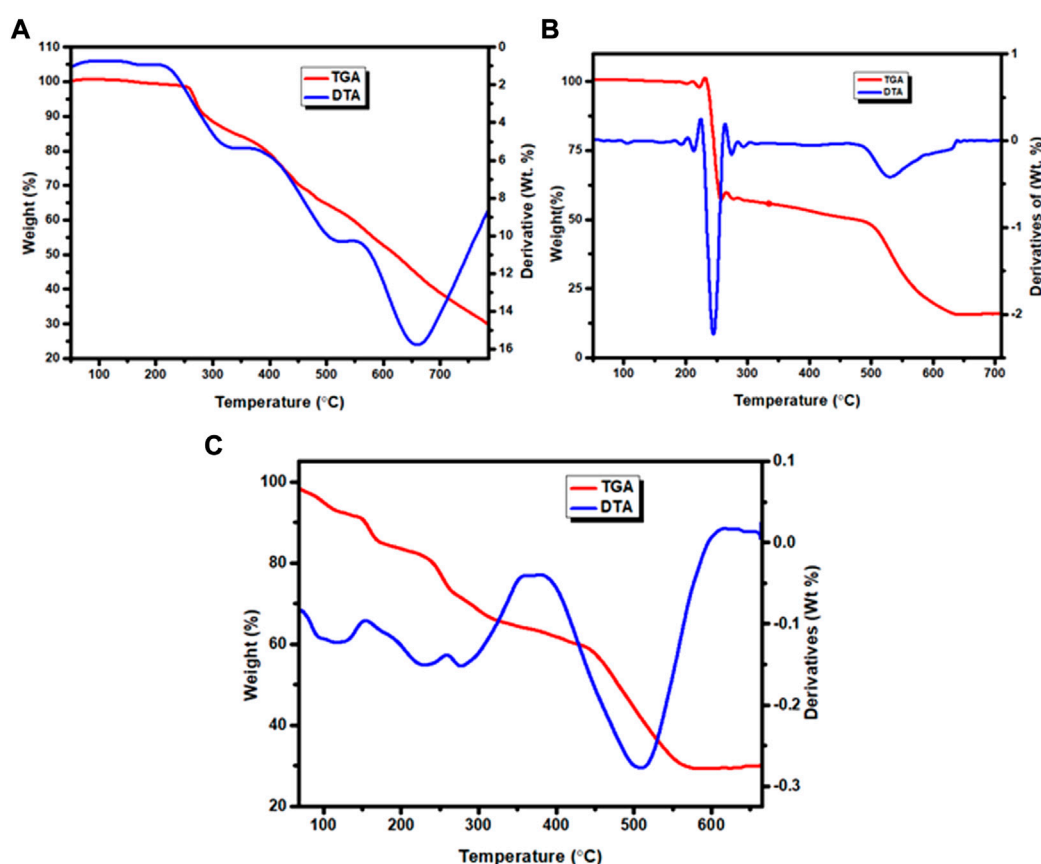 A
110
100
90
80
70
60
50
40
30
20
Weight (%)
100 200 300 400 500 600 700
Temperature (°C)
0
2
4
6
8
10
12
14
16
Derivative (Wt. %)
TGA
DTA
B
100
75
50
25
0
Weight(%)
100 200 300 400 500 600 700
Temperature (°C)
1
0
-1
-2
Derivatives of (Wt. %)
TGA
DTA
C
100
80
60
40
20
Weight (%)
100 200 300 400 500 600
Temperature (°C)
0.1
0.0
-0.1
-0.2
-0.3
Derivatives (Wt %)
TGA
DTA